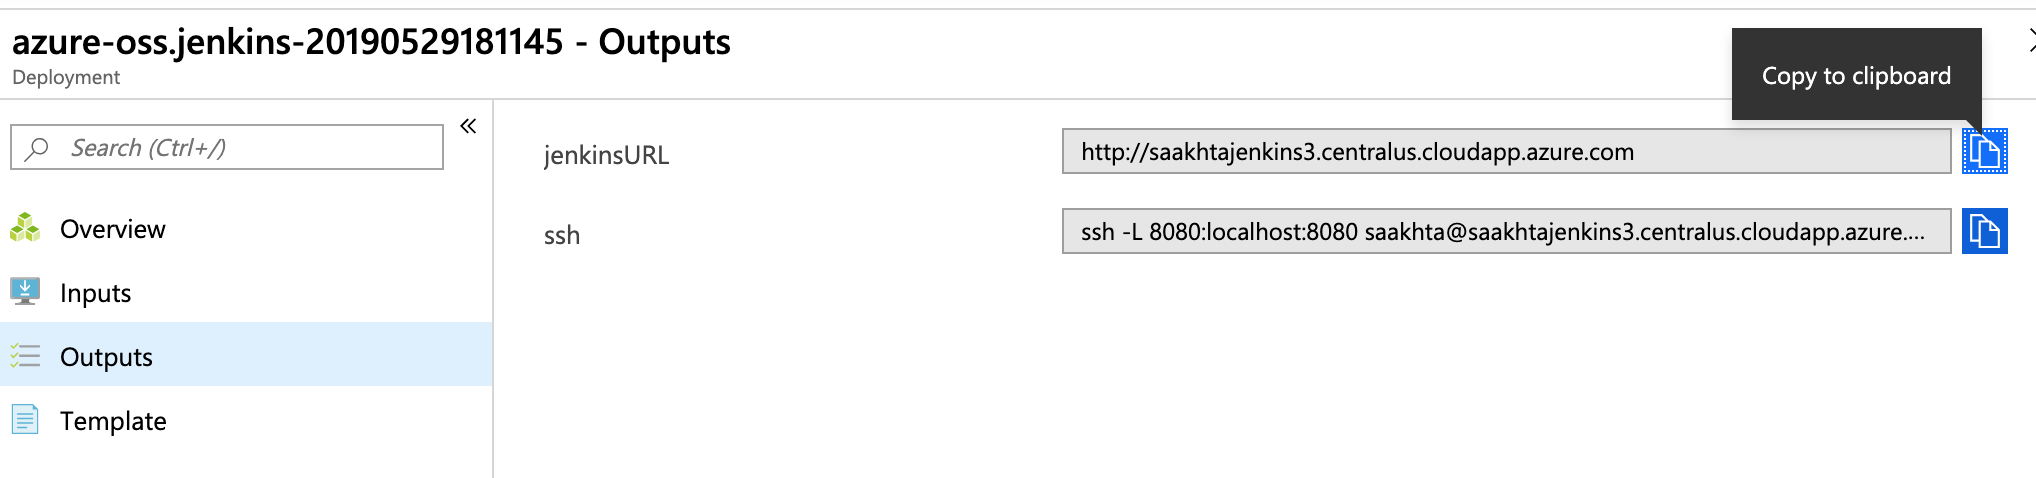 azure-oss.jenkins-20190529181145 - Outputs
Deployment
Copy to clipboard
Search (Ctrl+/)
Overview
Inputs
Outputs
Template
jenkinsURL
http://saakhtajenkins3.centralus.cloudapp.azure.com
ssh
ssh -L 8080:localhost:8080 saakhta@saakhtajenkins3.centralus.cloudapp.azure....